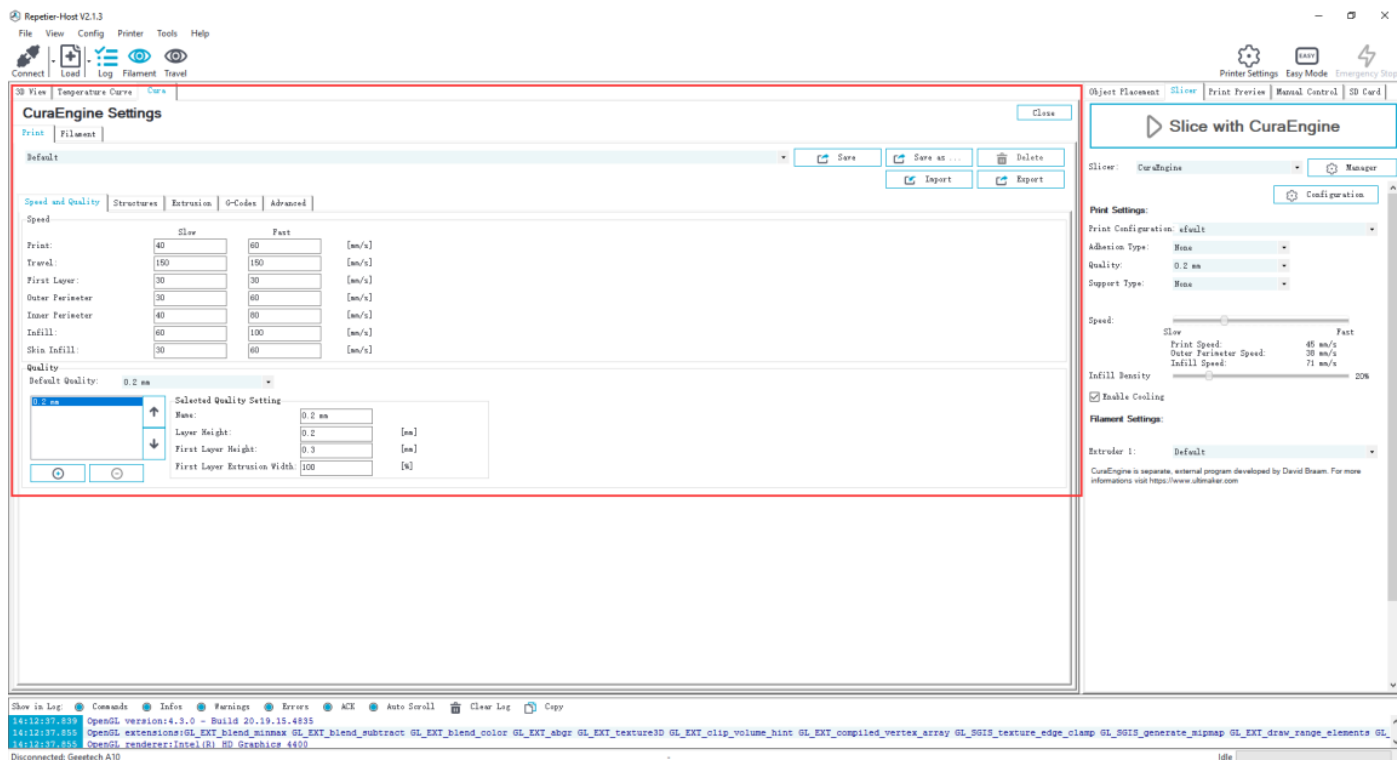 Repetier-Host V2.1.3
File View Config Printer Tools Help
Connect Load Log Filament Travel
Printer Settings Easy Mode Emergency Stop
EASY
3D View Temperature Curve Cura
CuraEngine Settings
Close
Print Filament
Default
Save Save as ... Delete
Import Export
Speed and Quality Structures Extrusion G-Codes Advanced
Speed
Slow Fast
Print: 40 60 [mm/s]
Travel: 150 150 [mm/s]
First Layer: 30 30 [mm/s]
Outer Perimeter 30 60 [mm/s]
Inner Perimeter 40 80 [mm/s]
Infill: 60 100 [mm/s]
Skin Infill: 30 60 [mm/s]
Quality
Default Quality: 0.2 mm
0.2 mm
Selected Quality Setting
Name: 0.2 mm
Layer Height: 0.2 [mm]
First Layer Height: 0.3 [mm]
First Layer Extrusion Width: 100 [%]
Object Placement Slicer Print Preview Manual Control SD Card
Slice with CuraEngine
Slicer: CuraEngine Manager
Configuration
Print Settings:
Print Configuration: efault
Adhesion Type: None
Quality: 0.2 mm
Support Type: None
Speed:
Slow Fast
Print Speed: 45 mm/s
Outer Perimeter Speed: 38 mm/s
Infill Speed: 71 mm/s
Infill Density 20%
Enable Cooling
Filament Settings:
Extruder 1: Default
CuraEngine is separate, external program developed by David Braam. For more
informations visit https://www.ultimaker.com
Show in Log: Commands Infos Warnings Errors ACK Auto Scroll Clear Log Copy
14:12:37.839 OpenGL version:4.3.0 - Build 20.19.15.4835
14:12:37.855 OpenGL extensions:GL_EXT_blend_minmax GL_EXT_blend_subtract GL_EXT_blend_color GL_EXT_abgr GL_EXT_texture3D GL_EXT_clip_volume_hint GL_EXT_compiled_vertex_array GL_SGIS_texture_edge_clamp GL_SGIS_generate_mipmap GL_EXT_draw_range_elements GL_
14:12:37.855 OpenGL renderer:Intel(R) HD Graphics 4400
Disconnected: Geeetech A10 - Idle